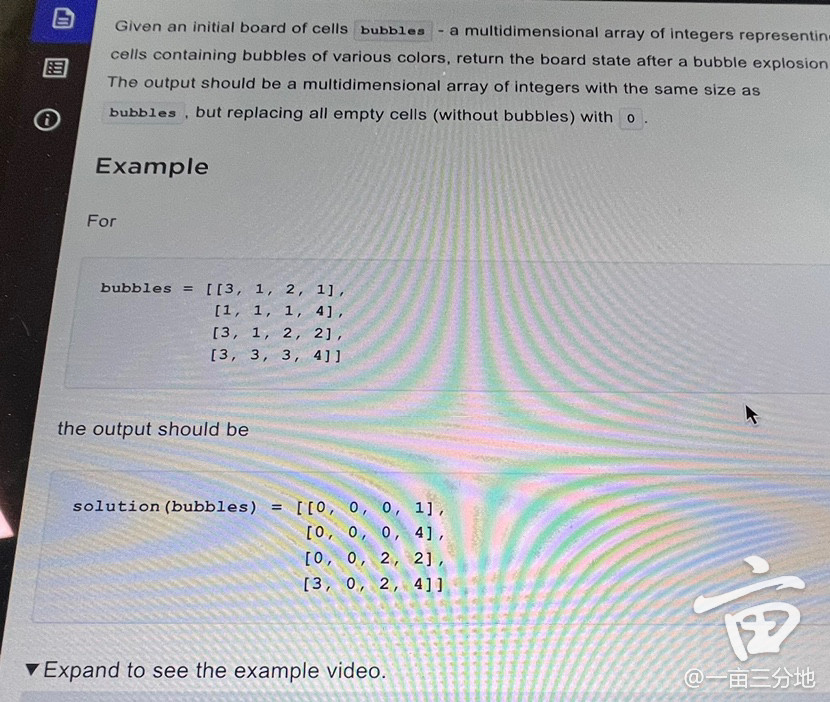 Given an initial board of cells bubbles - a multidimensional array of integers
cells containing bubbles of various colors, return the board state after a bubble explosion
The output should be a multidimensional array of integers with the same size as
bubbles , but replacing all empty cells (without bubbles) with 0 .
Example
For
bubbles = [[3, 1, 2, 1],
[1, 1, 1, 4],
[3, 1, 2, 2],
[3, 3, 3, 4]]
the output should be
solution(bubbles) = [[0, 0, 0, 1],
[0, 0, 0, 4],
[0, 0, 2, 2],
[3, 0, 2, 4]]
▼Expand to see the example video.
亩
@一亩三分地